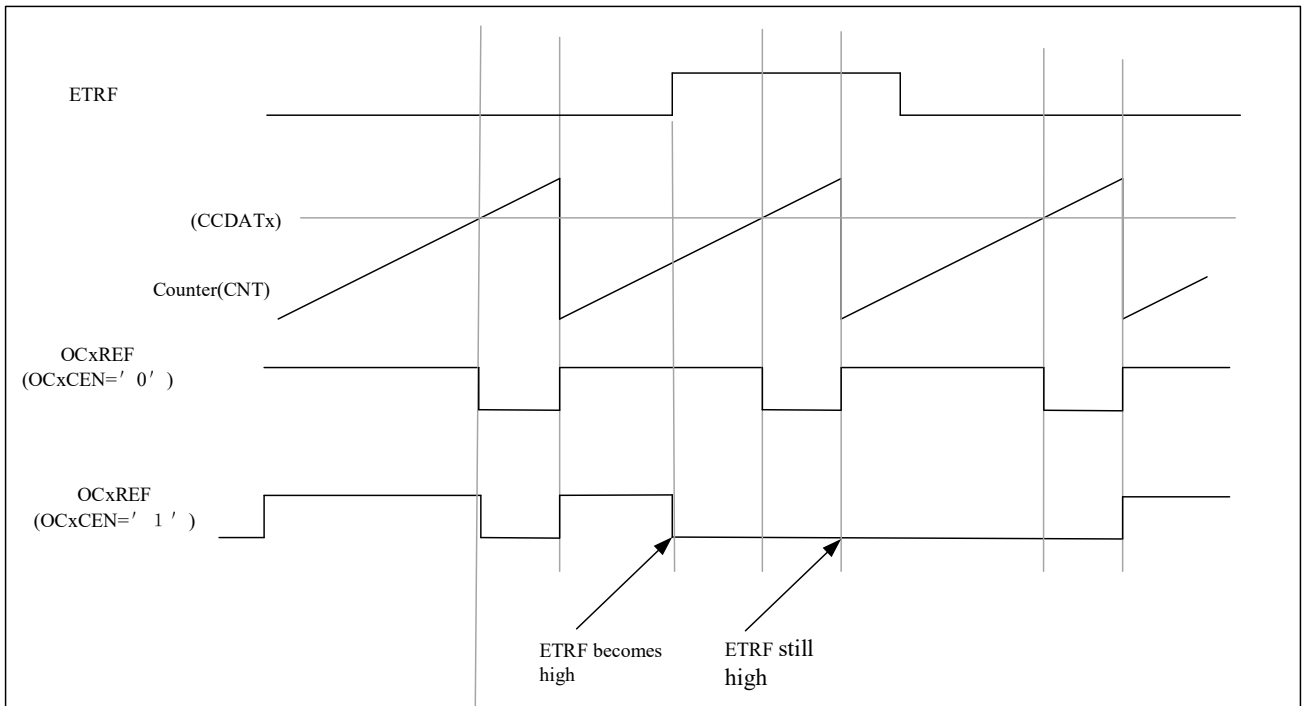 ETRF
(CCDATx)
Counter(CNT)
OCxREF
(OCxCEN=′ 0′ )
OCxREF
(OCxCEN=′ 1 ′ )
ETRF becomes
high
ETRF still
high